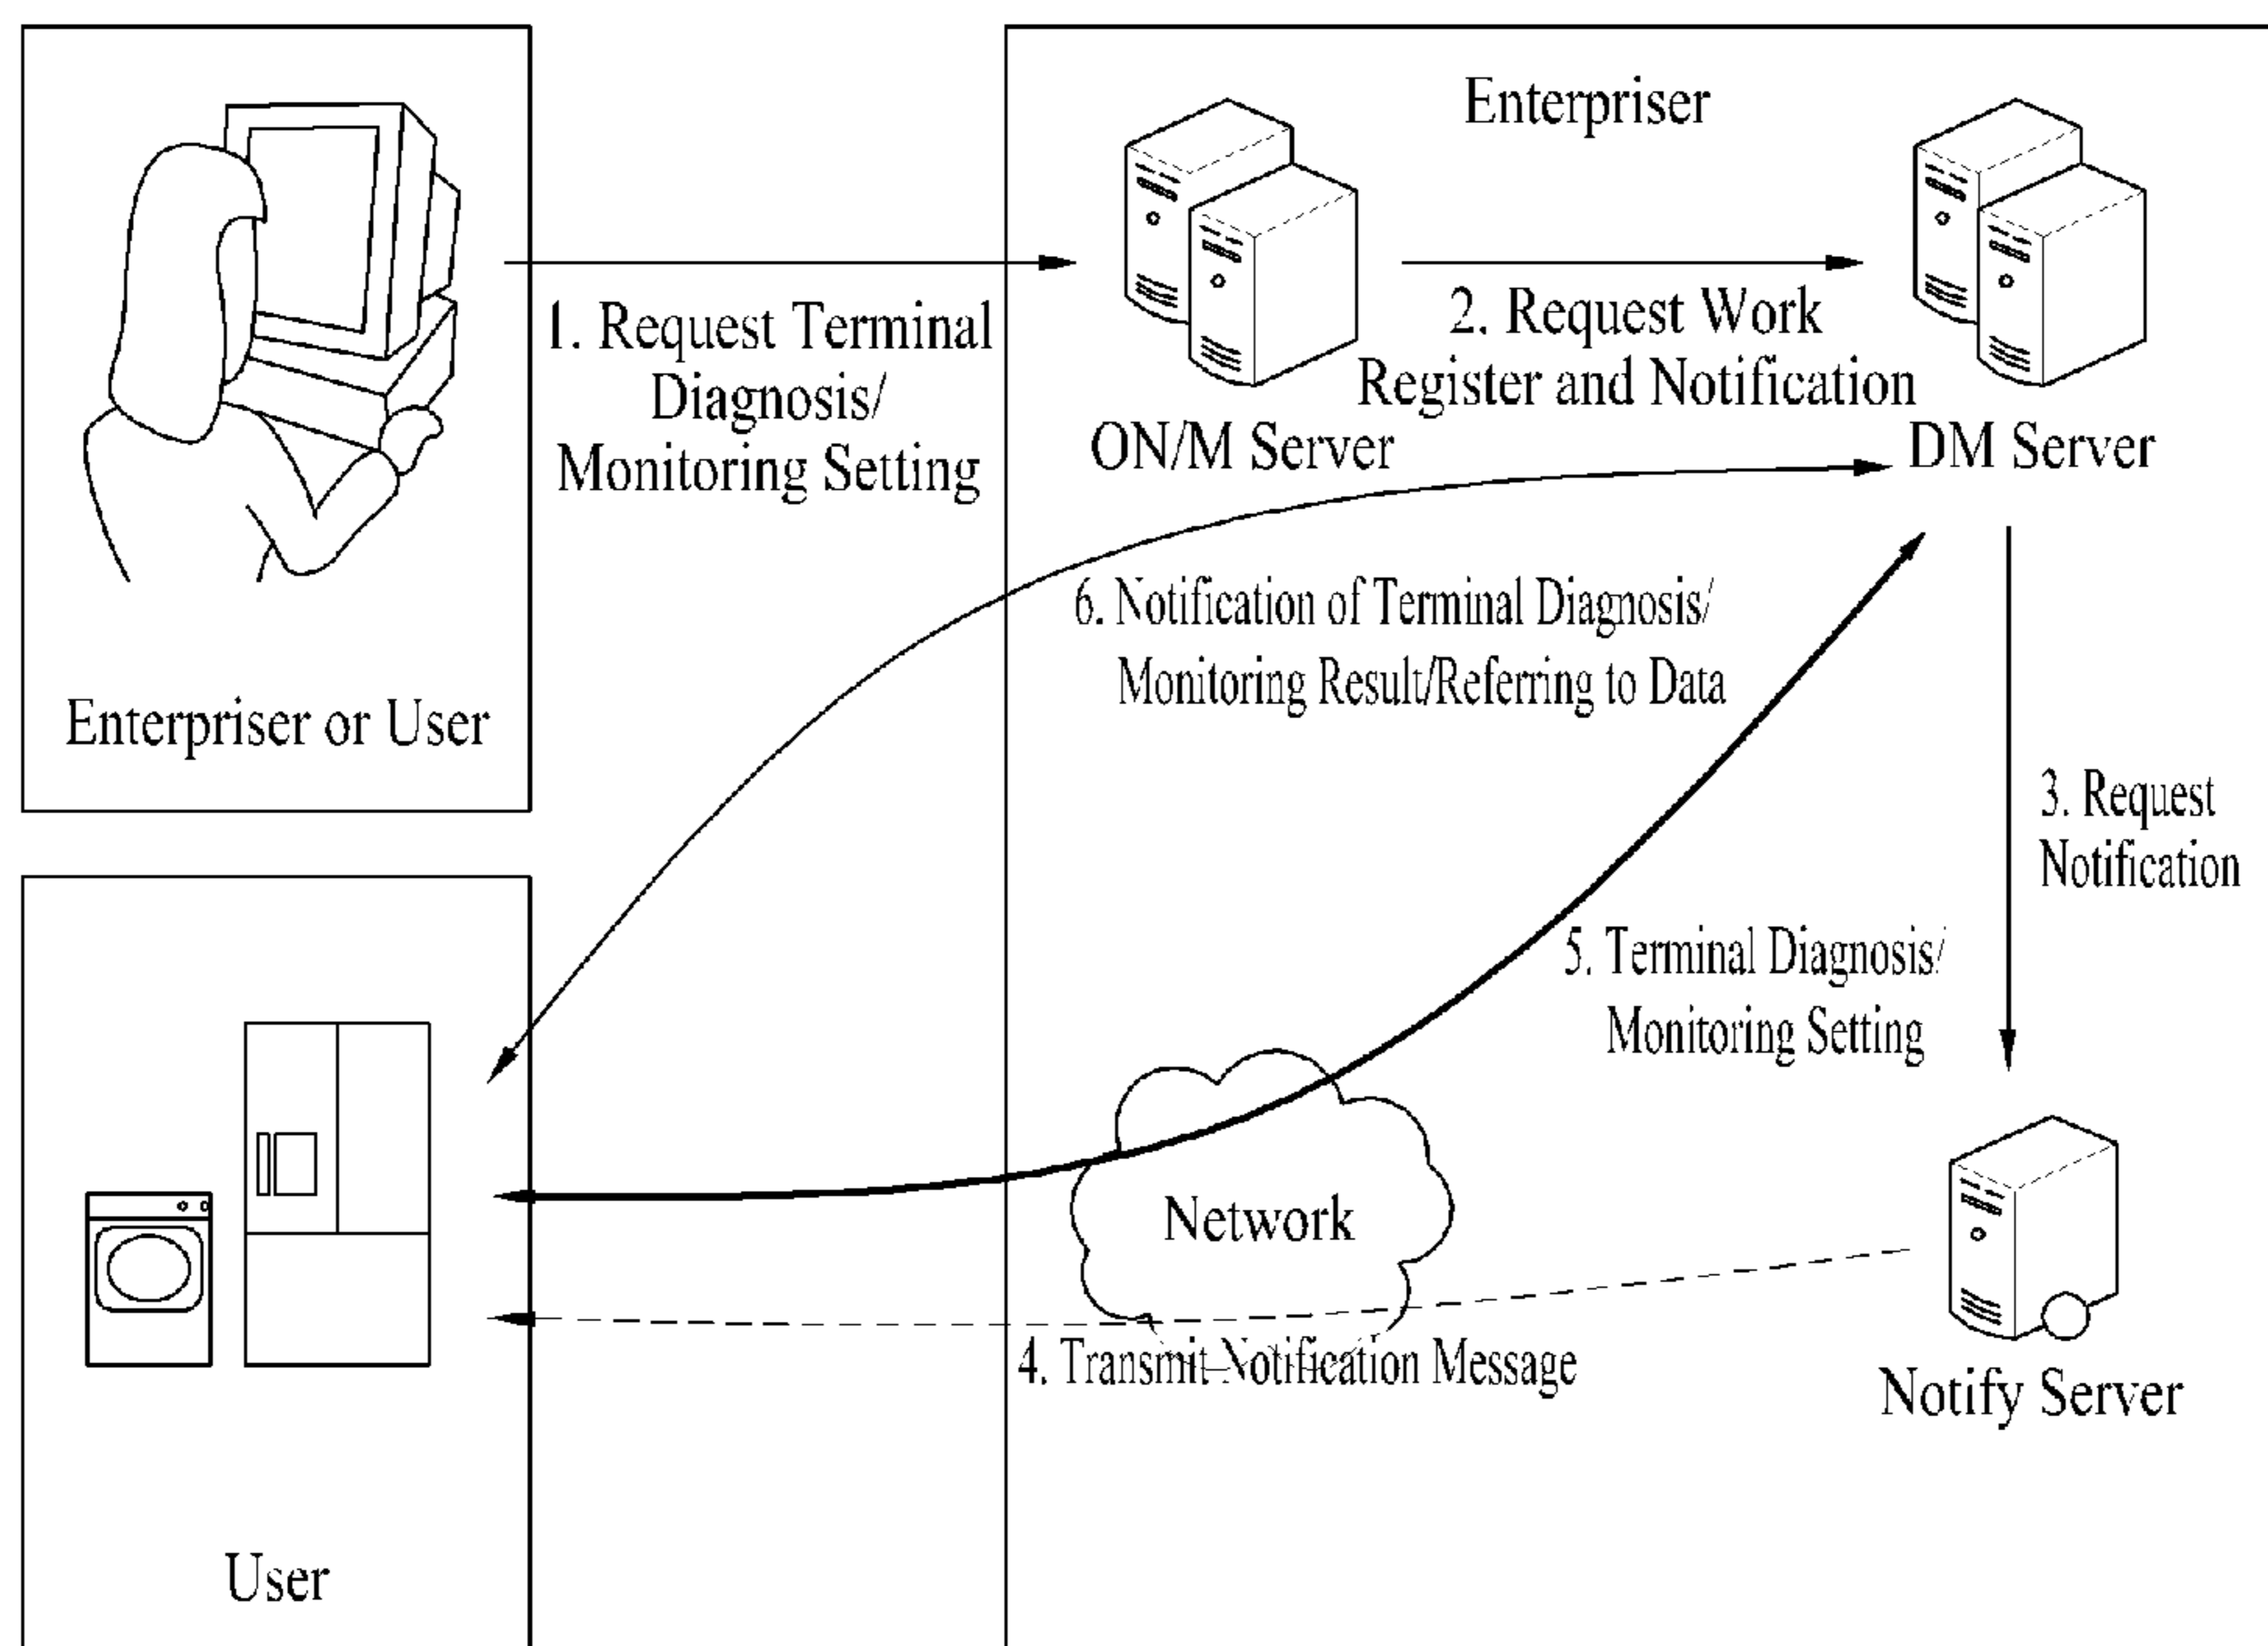 Enterpriser
1. Request Terminal
Diagnosis/
Monitoring Setting
2. Request Work
Register and Notification
ON/M Server
DM Server
6. Notification of Terminal Diagnosis/
Monitoring Result/Referring to Data
Enterpriser or User
3. Request
Notification
5. Terminal Diagnosis/
Monitoring Setting
Network
4. Transmit Notification Message
Notify Server
User